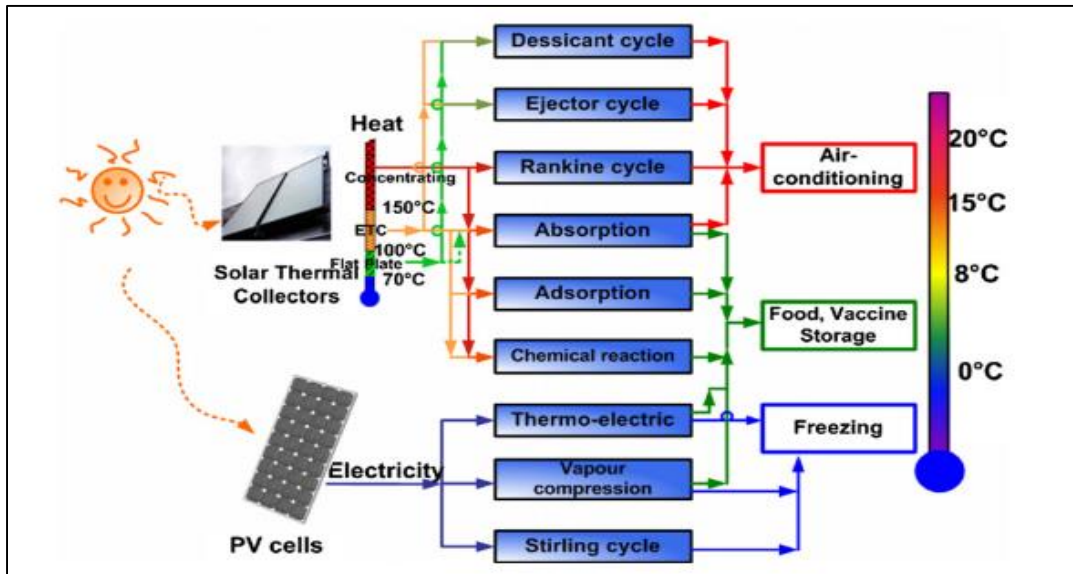 Dessicant cycle
Ejector cycle
Heat
Rankine cycle
Concentrating
150°C
ETC
100°C
Flat Plate
70°C
Solar Thermal
Collectors
Absorption
Adsorption
Chemical reaction
Air-
conditioning
Food, Vaccine
Storage
20°C
15°C
8°C
0°C
Thermo-electric
Freezing
Electricity
Vapour
compression
PV cells
Stirling cycle